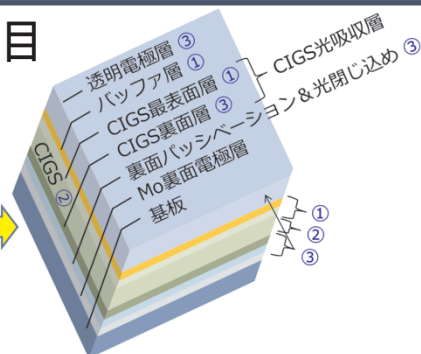 目
透明電極層 ③
バッファ層 ①
CIGS最表面層 ①
CIGS光吸収層
CIGS裏面層 ③
裏面パッシベーション＆光閉じ込め ③
Mo裏面電極層
基板
CIGS ②
①
②
③